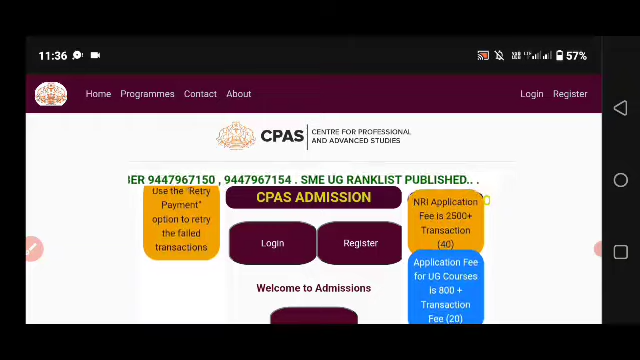 11:36
57%
Home Programmes Contact About Login Register
CPAS CENTRE FOR PROFESSIONAL
AND ADVANCED STUDIES
BER 9447967150 , 9447967154 . SME UG RANKLIST PUBLISHED.. .
Use the "Retry
Payment"
option to retry
the failed
transactions
CPAS ADMISSION
Login
Register
Welcome to Admissions
NRI Application
Fee is 2500+
Transaction
(40)
Application Fee
for UG Courses
is 800 +
Transaction
Fee (20)